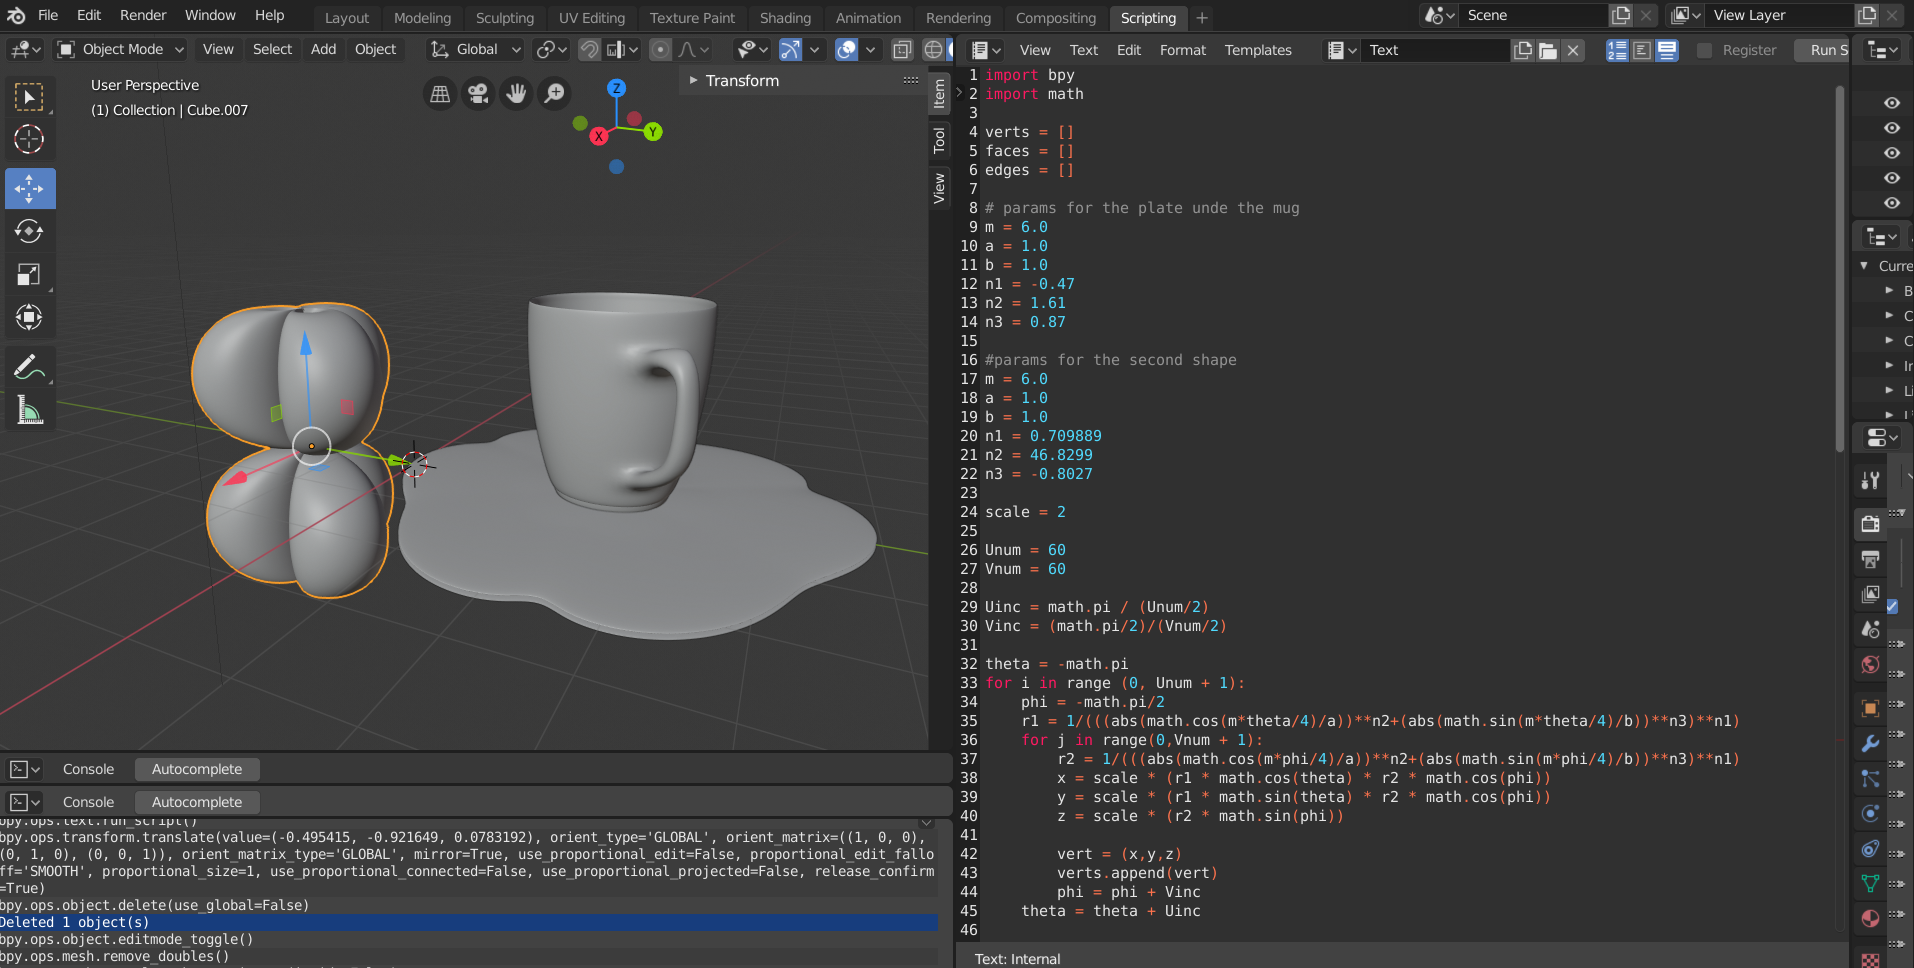 File Edit Render Window Help Layout Modeling Sculpting UV Editing Texture Paint Shading Animation Rendering Compositing Scripting + Scene View Layer
Object Mode View Select Add Object Global
View Text Edit Format Templates Text Register Run S
User Perspective
(1) Collection | Cube.007
Transform
Item
Tool
View
Z
X
Y
1 import bpy
2 import math
3
4 verts = []
5 faces = []
6 edges = []
7
8 # params for the plate unde the mug
9 m = 6.0
10 a = 1.0
11 b = 1.0
12 n1 = -0.47
13 n2 = 1.61
14 n3 = 0.87
15
16 #params for the second shape
17 m = 6.0
18 a = 1.0
19 b = 1.0
20 n1 = 0.709889
21 n2 = 46.8299
22 n3 = -0.8027
23
24 scale = 2
25
26 Unum = 60
27 Vnum = 60
28
29 Uinc = math.pi / (Unum/2)
30 Vinc = (math.pi/2)/(Vnum/2)
31
32 theta = -math.pi
33 for i in range (0, Unum + 1):
34 phi = -math.pi/2
35 r1 = 1/(((abs(math.cos(m*theta/4)/a))**n2+(abs(math.sin(m*theta/4)/b))**n3)**n1)
36 for j in range(0,Vnum + 1):
37 r2 = 1/(((abs(math.cos(m*phi/4)/a))**n2+(abs(math.sin(m*phi/4)/b))**n3)**n1)
38 x = scale * (r1 * math.cos(theta) * r2 * math.cos(phi))
39 y = scale * (r1 * math.sin(theta) * r2 * math.cos(phi))
40 z = scale * (r2 * math.sin(phi))
41
42 vert = (x,y,z)
43 verts.append(vert)
44 phi = phi + Vinc
45 theta = theta + Uinc
46
Text: Internal
Curre
B
C
C
Ir
Li
Console Autocomplete
Console Autocomplete
bpy.ops.text.run_script()
bpy.ops.transform.translate(value=(-0.495415, -0.921649, 0.0783192), orient_type='GLOBAL', orient_matrix=((1, 0, 0),
(0, 1, 0), (0, 0, 1)), orient_matrix_type='GLOBAL', mirror=True, use_proportional_edit=False, proportional_edit_fallo
ff='SMOOTH', proportional_size=1, use_proportional_connected=False, use_proportional_projected=False, release_confirm
=True)
bpy.ops.object.delete(use_global=False)
Deleted 1 object(s)
bpy.ops.object.editmode_toggle()
bpy.ops.mesh.remove_doubles()